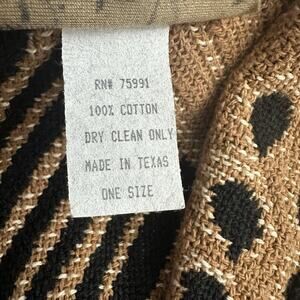 RN# 75991
100% COTTON
DRY CLEAN ONLY
MADE IN TEXAS
ONE SIZE